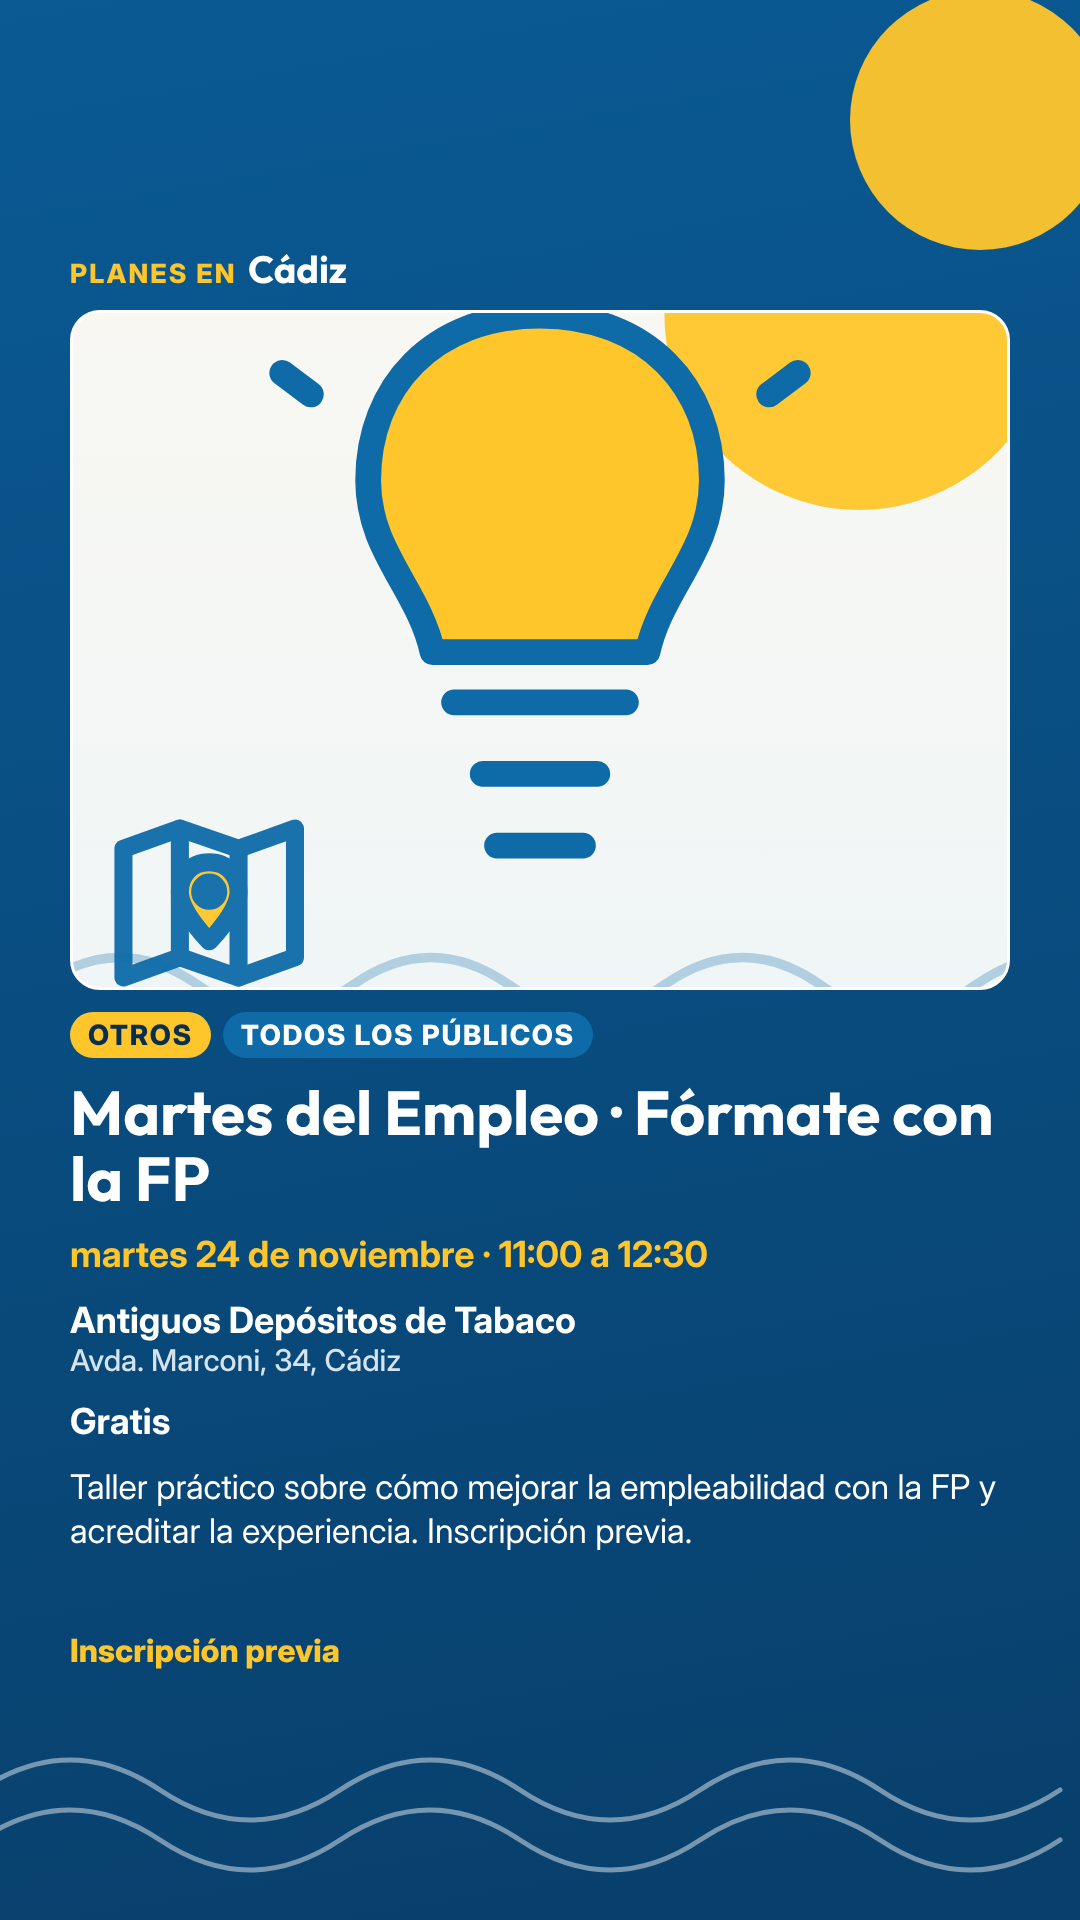 PLANES EN Cádiz
OTROS TODOS LOS PÚBLICOS
Martes del Empleo · Fórmate con
la FP
martes 24 de noviembre · 11:00 a 12:30
Antiguos Depósitos de Tabaco
Avda. Marconi, 34, Cádiz
Gratis
Taller práctico sobre cómo mejorar la empleabilidad con la FP y
acreditar la experiencia. Inscripción previa.
Inscripción previa